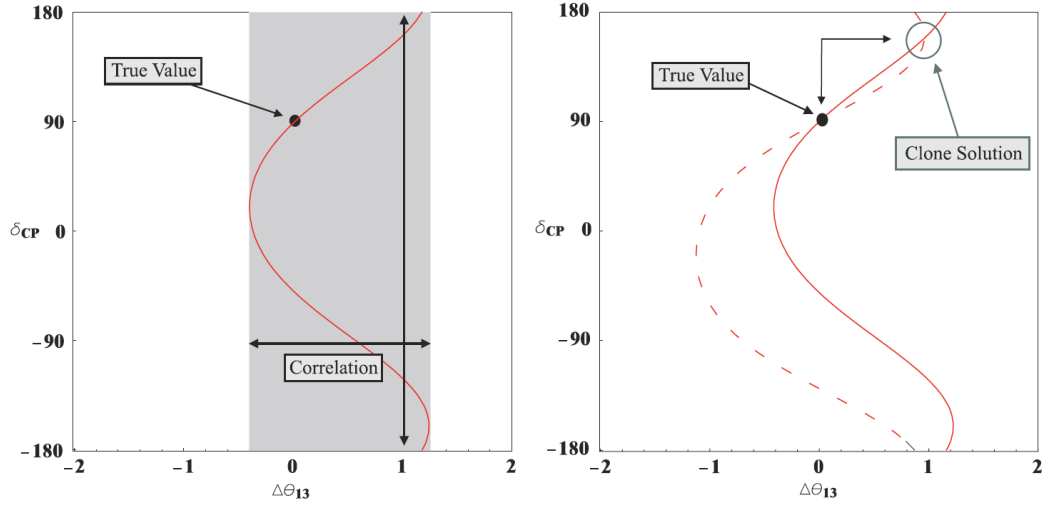 180
True Value
90
δCP
0
−90
Correlation
−180
−2
−1
0
1
2
Δθ13
180
True Value
90
Clone Solution
δCP
0
−90
−180
−2
−1
0
1
2
Δθ13